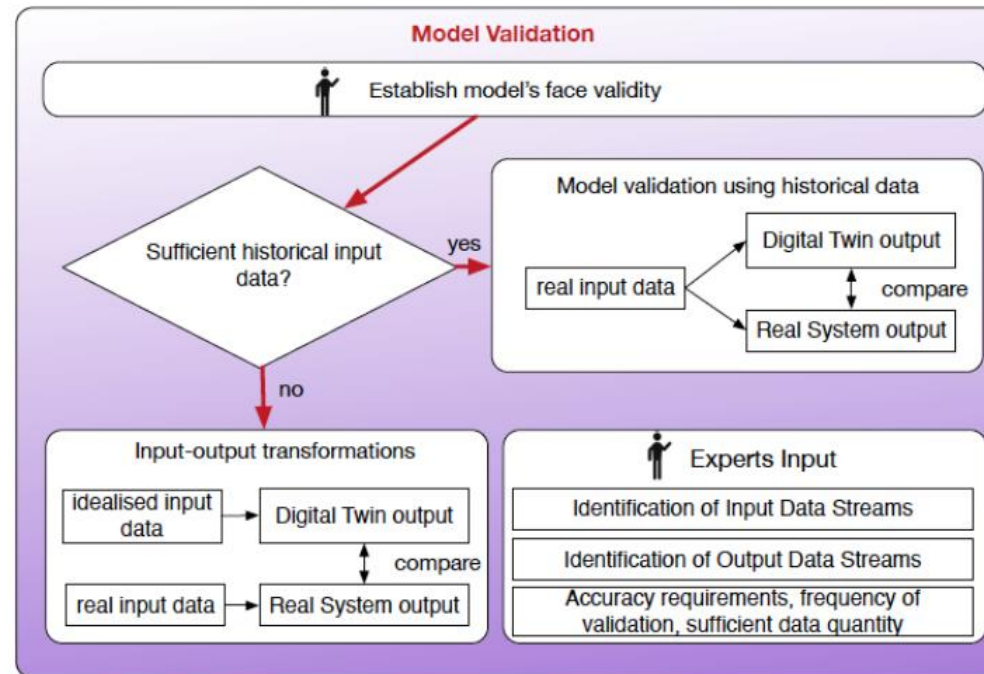 Model Validation
Establish model's face validity
Sufficient historical input
data?
yes
no
Model validation using historical data
real input data
Digital Twin output
compare
Real System output
Input-output transformations
idealised input
data
Digital Twin output
compare
real input data
Real System output
Experts Input
Identification of Input Data Streams
Identification of Output Data Streams
Accuracy requirements, frequency of
validation, sufficient data quantity